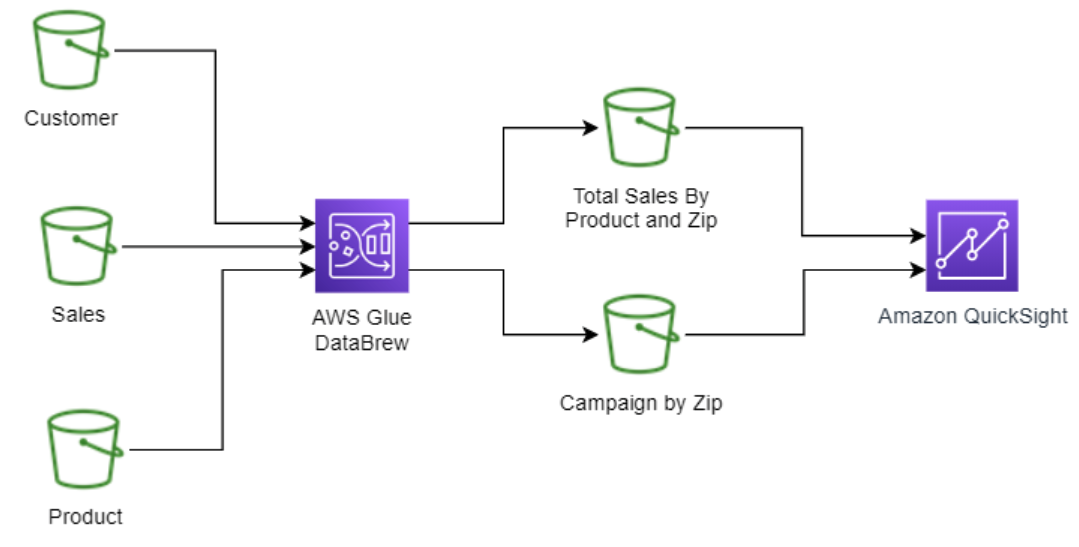 Customer
Sales
Product
AWS Glue
DataBrew
Total Sales By
Product and Zip
Campaign by Zip
Amazon QuickSight